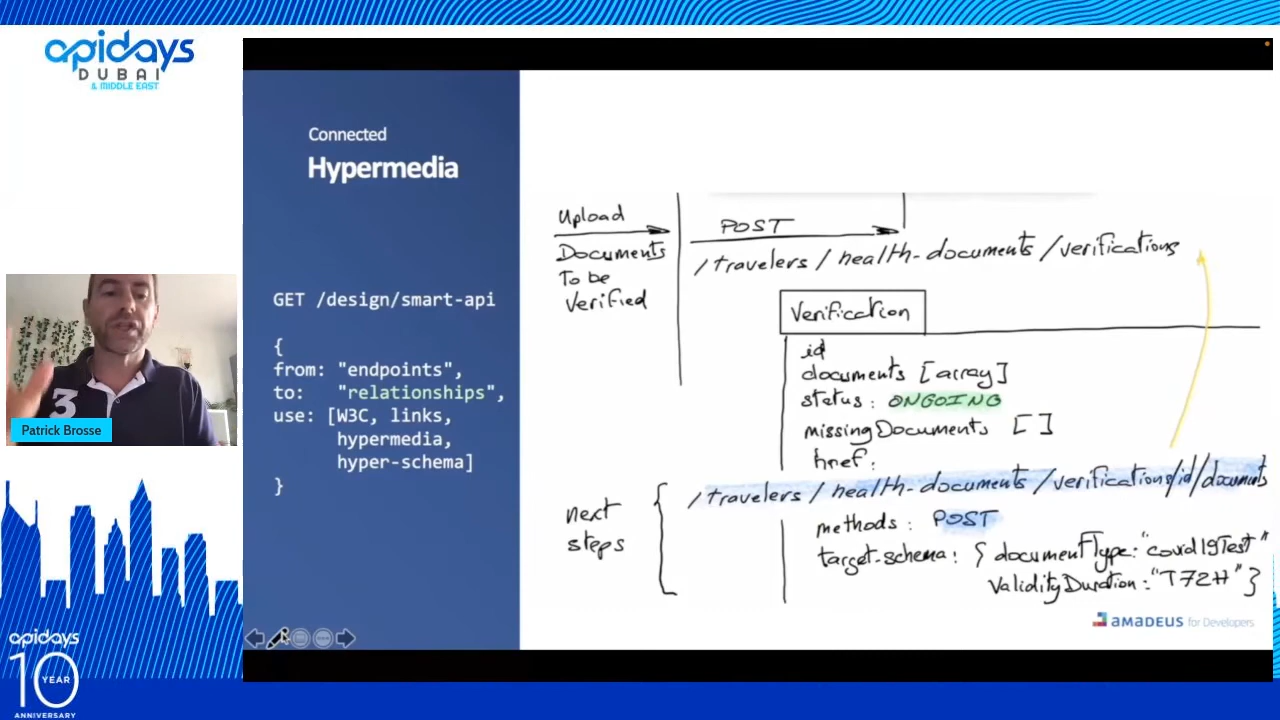 apidays
DUBAI
& MIDDLE EAST
Connected
Hypermedia
GET /design/smart-api
{
from: "endpoints",
to: "relationships",
use: [W3C, links,
hypermedia,
hyper-schema]
}
Upload
Documents
To be
Verified
POST
/travelers/health-documents/verifications
Verification
id
documents [array]
status: ONGOING
missingDocuments [ ]
href:
next
steps
/travelers/health-documents/verifications/id/documents
methods: POST
target-schema: { documentType: "covid19Test"
ValidityDuration: "T72H" }
amadeus for Developers
3
Patrick Brosse
apidays
10
YEAR
ANNIVERSARY